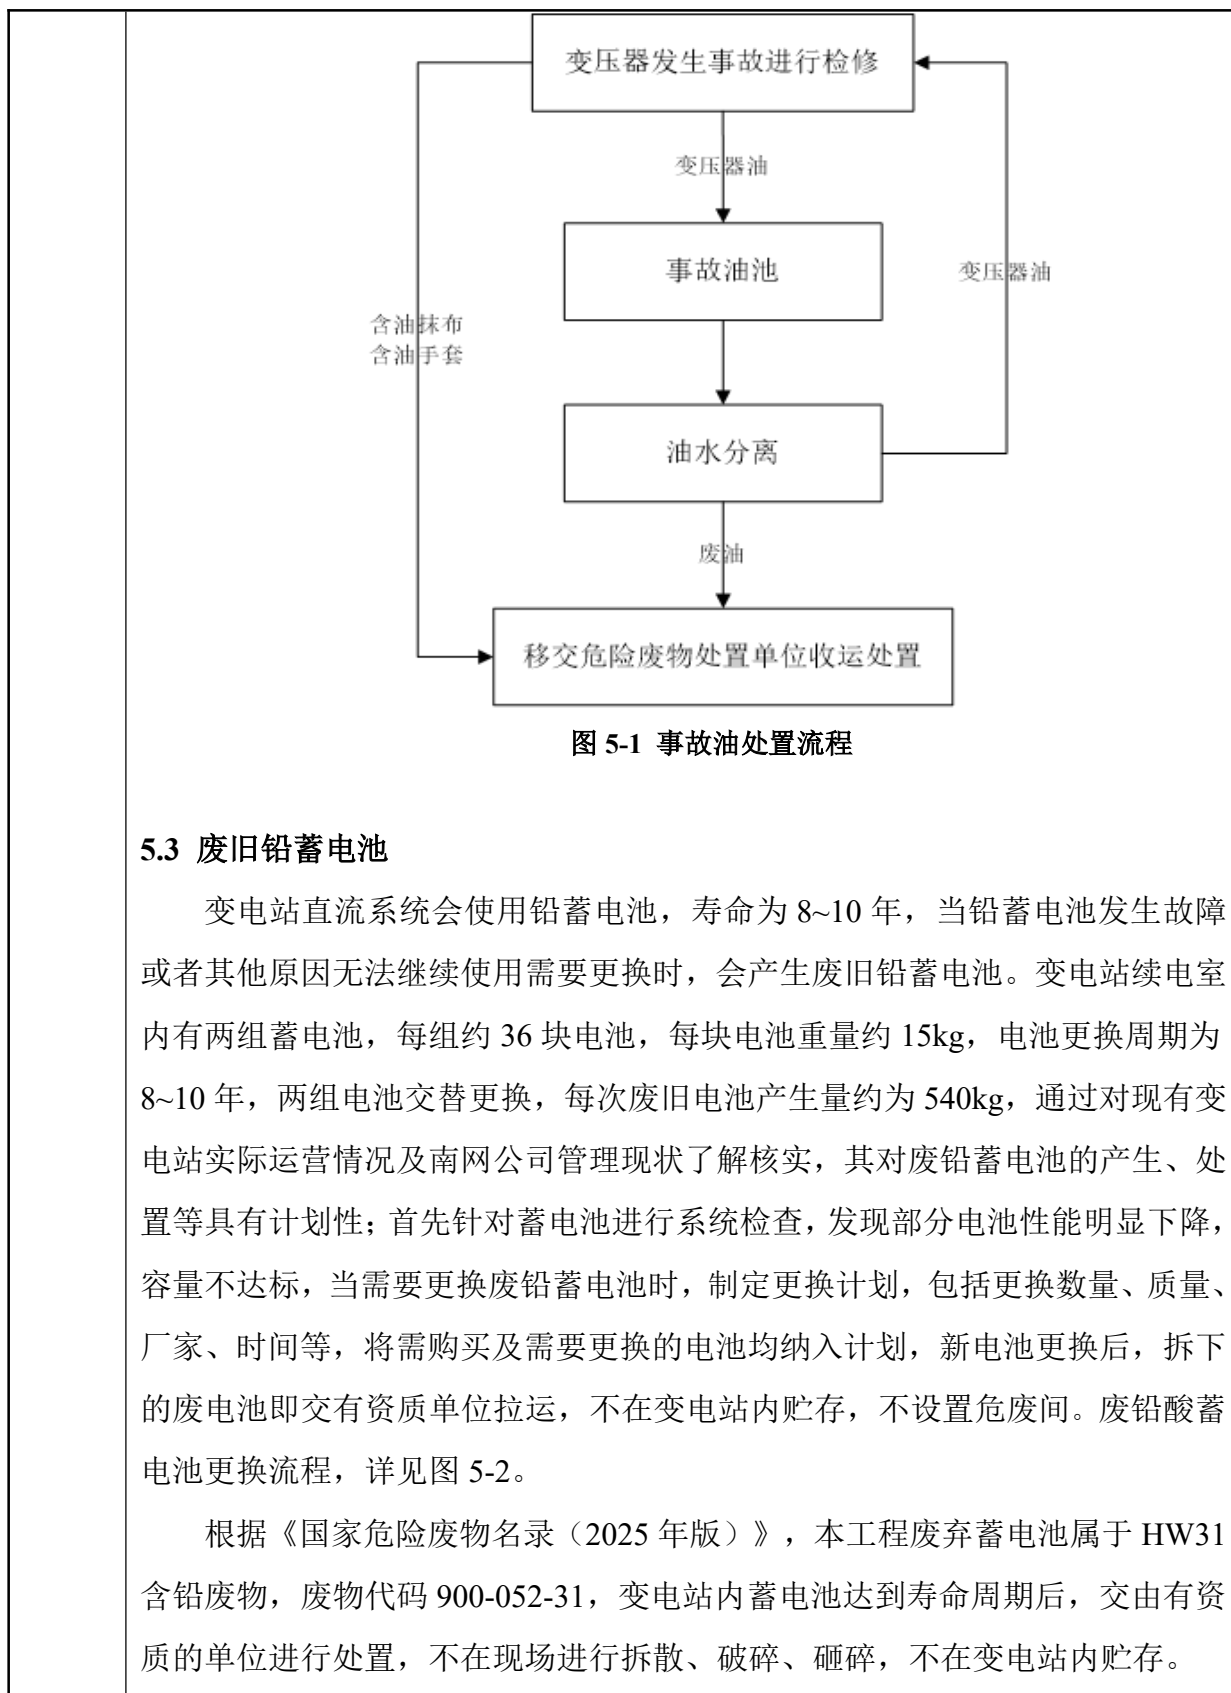 变压器发生事故进行检修
变压器油
事故油池
变压器油
含油抹布
含油手套
油水分离
废油
移交危险废物处置单位收运处置
图 5-1 事故油处置流程
5.3 废旧铅蓄电池
变电站直流系统会使用铅蓄电池，寿命为 8~10 年，当铅蓄电池发生故障
或者其他原因无法继续使用需要更换时，会产生废旧铅蓄电池。变电站续电室
内有两组蓄电池，每组约 36 块电池，每块电池重量约 15kg，电池更换周期为
8~10 年，两组电池交替更换，每次废旧电池产生量约为 540kg，通过对现有变
电站实际运营情况及南网公司管理现状了解核实，其对废铅蓄电池的产生、处
置等具有计划性；首先针对蓄电池进行系统检查，发现部分电池性能明显下降，
容量不达标，当需要更换废铅蓄电池时，制定更换计划，包括更换数量、质量、
厂家、时间等，将需购买及需要更换的电池均纳入计划，新电池更换后，拆下
的废电池即交有资质单位拉运，不在变电站内贮存，不设置危废间。废铅酸蓄
电池更换流程，详见图 5-2。
根据《国家危险废物名录（2025 年版）》，本工程废弃蓄电池属于 HW31
含铅废物，废物代码 900-052-31，变电站内蓄电池达到寿命周期后，交由有资
质的单位进行处置，不在现场进行拆散、破碎、砸碎，不在变电站内贮存。